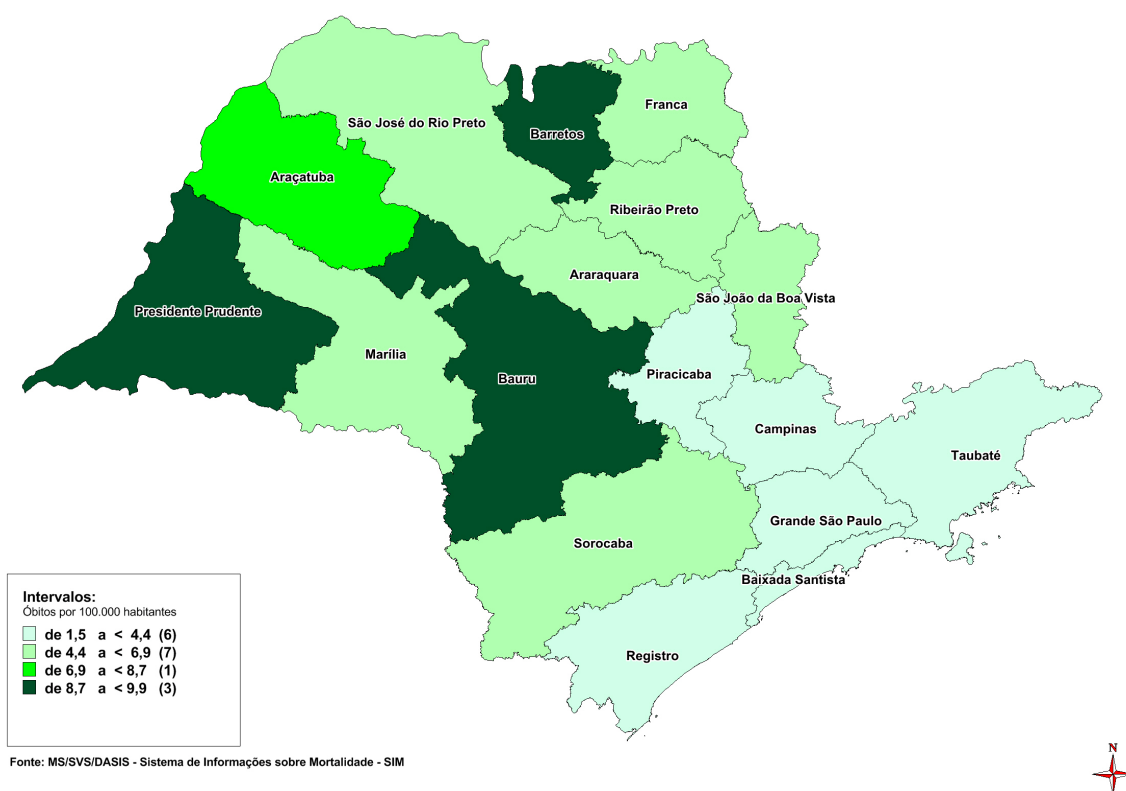 Franca
São José do Rio Preto
Barretos
Araçatuba
Ribeirão Preto
Araraquara
São João da Boa Vista
Presidente Prudente
Marília
Piracicaba
Bauru
Campinas
Taubaté
Grande São Paulo
Sorocaba
Baixada Santista
Registro
Intervalos:
Óbitos por 100.000 habitantes
de 1,5 a < 4,4 (6)
de 4,4 a < 6,9 (7)
de 6,9 a < 8,7 (1)
de 8,7 a < 9,9 (3)
Fonte: MS/SVS/DASIS - Sistema de Informações sobre Mortalidade - SIM
N